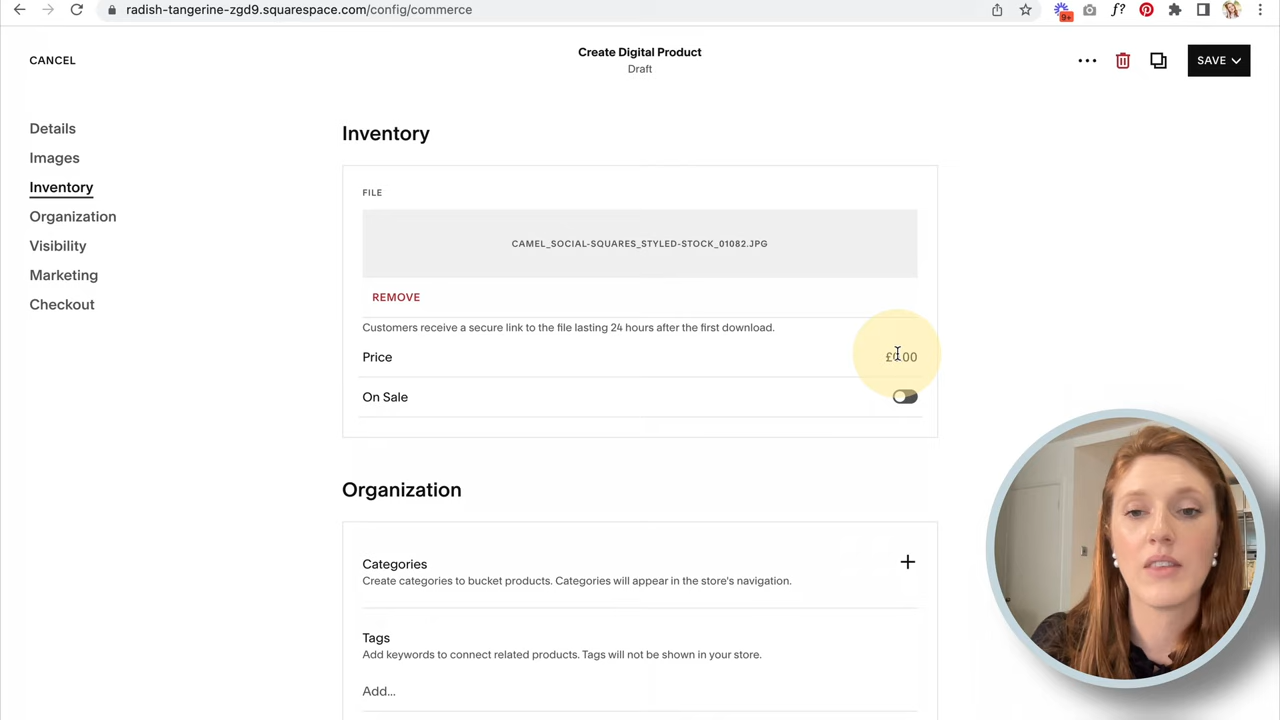 radish-tangerine-zgd9.squarespace.com/config/commerce
9+
f?
CANCEL
Create Digital Product
Draft
SAVE
Details
Images
Inventory
Organization
Visibility
Marketing
Checkout
Inventory
FILE
CAMEL_SOCIAL-SQUARES_STYLED-STOCK_01082.JPG
REMOVE
Customers receive a secure link to the file lasting 24 hours after the first download.
Price
£0.00
On Sale
Organization
Categories
Create categories to bucket products. Categories will appear in the store's navigation.
Tags
Add keywords to connect related products. Tags will not be shown in your store.
Add...